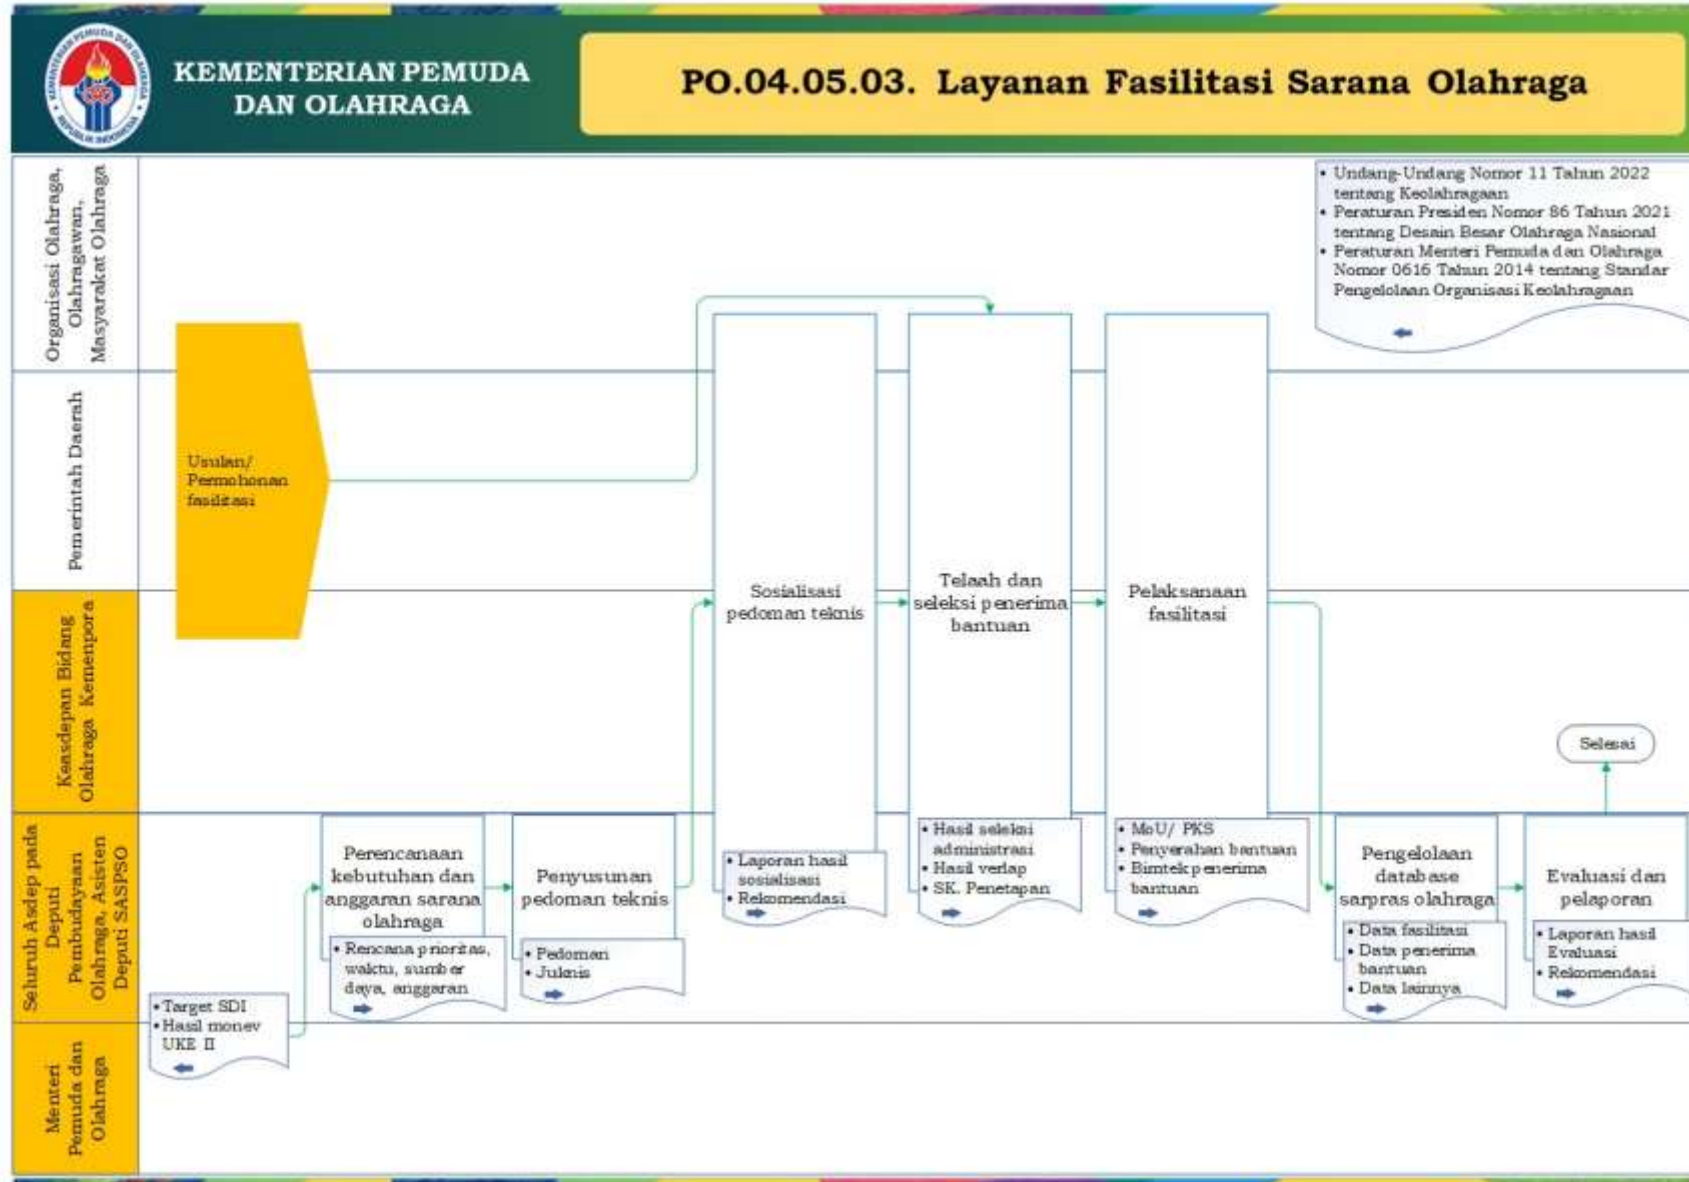 KEMENTERIAN PEMUDA DAN OLAHRAGA
REPUBLIK INDONESIA
KEMENTERIAN PEMUDA
DAN OLAHRAGA
PO.04.05.03. Layanan Fasilitasi Sarana Olahraga
Organisasi Olahraga,
Olahragawan,
Masyarakat Olahraga
• Undang-Undang Nomor 11 Tahun 2022
tentang Keolahragaan
• Peraturan Presiden Nomor 86 Tahun 2021
tentang Desain Besar Olahraga Nasional
• Peraturan Menteri Pemuda dan Olahraga
Nomor 0616 Tahun 2014 tentang Standar
Pengelolaan Organisasi Keolahragaan
Pemerintah Daerah
Usulan/
Permohonan
fasilitasi
Sosialisasi
pedoman teknis
Telaah dan
seleksi penerima
bantuan
Pelaksanaan
fasilitasi
Keasdepan Bidang
Olahraga Kemenpora
Selesai
Seluruh Asdep pada
Deputi
Pembudayaan
Olahraga, Asisten
Deputi SASPSO
Perencanaan
kebutuhan dan
anggaran sarana
olahraga
• Rencana prioritas,
waktu, sumber
daya, anggaran
Penyusunan
pedoman teknis
• Pedoman
• Juknis
• Laporan hasil
sosialisasi
• Rekomendasi
• Hasil seleksi
administrasi
• Hasil verlap
• SK. Penetapan
• MoU/ PKS
• Penyerahan bantuan
• Bimtek penerima
bantuan
Pengelolaan
database
sarpras olahraga
• Data fasilitasi
• Data penerima
bantuan
• Data lainnya
Evaluasi dan
pelaporan
• Laporan hasil
Evaluasi
• Rekomendasi
• Target SDI
• Hasil monev
UKE II
Menteri
Pemuda dan
Olahraga